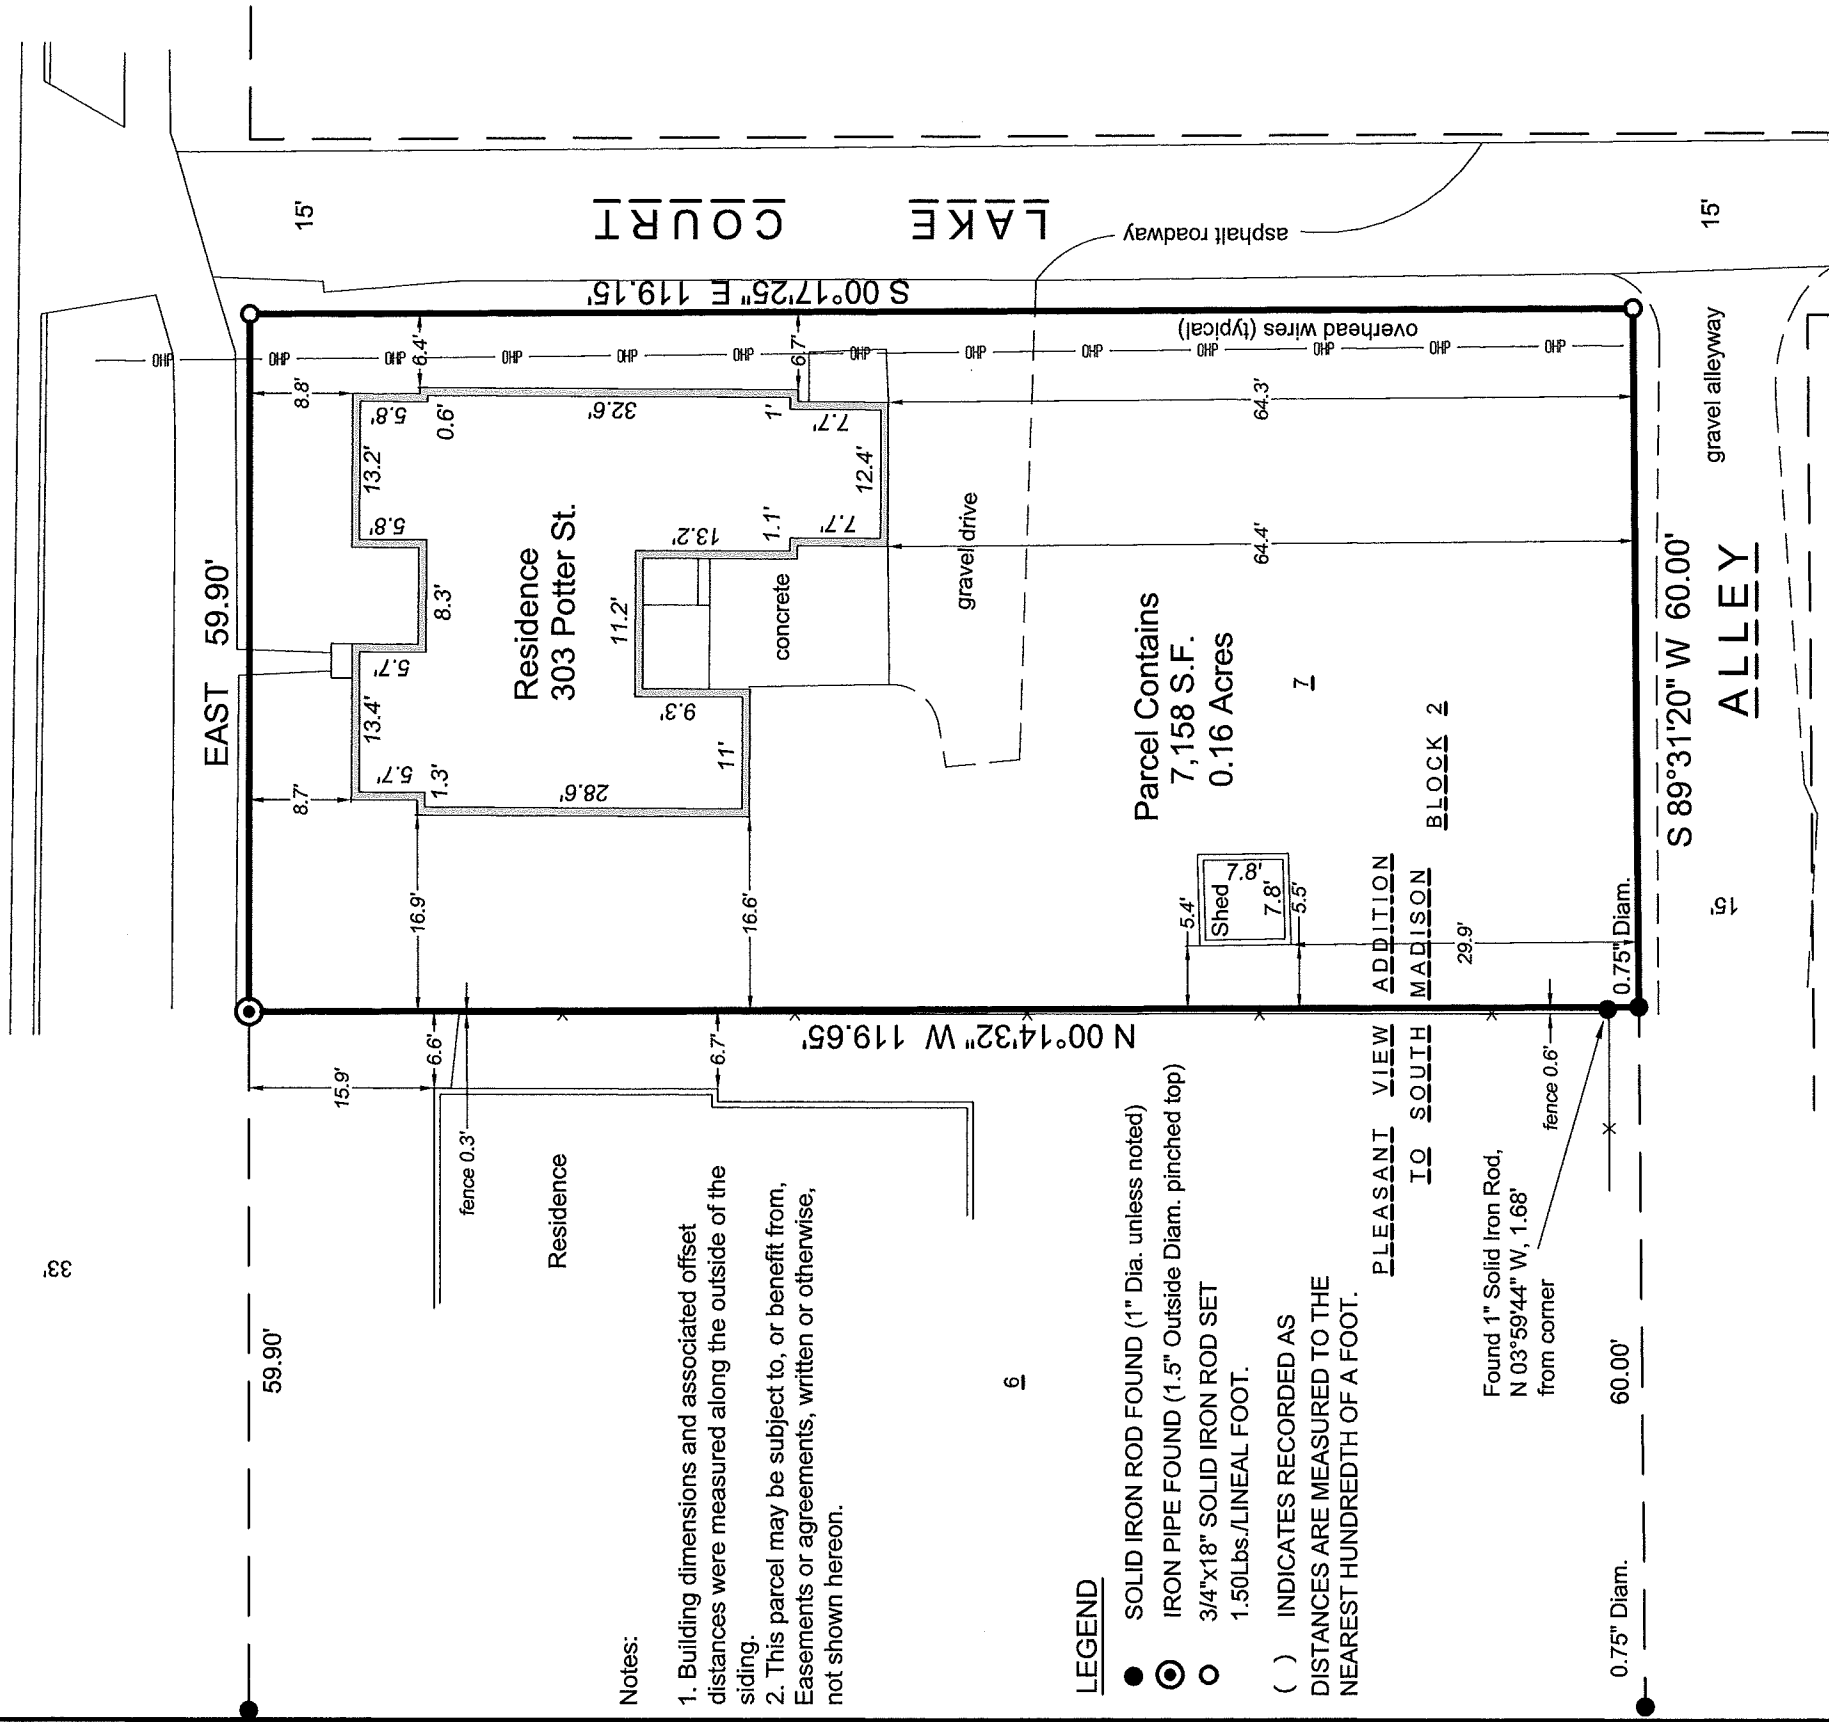 33'
59.90'
EAST 59.90'
15'
15.9'
8.7'
8.8'
6.6'
fence 0.3'
6.7'
16.9'
16.6'
6.4'
6.7'
5.7'
1.3'
13.4'
5.7'
8.3'
5.8'
13.2'
5.8'
0.6'
32.6'
1'
7.7'
12.4'
7.7'
1.1'
13.2'
11.2'
9.3'
11'
28.6'
Residence
303 Potter St.
concrete
gravel drive
Residence
OHP OHP OHP OHP OHP OHP OHP OHP OHP OHP OHP OHP OHP
overhead wires (typical)
S 00°17'25" E 119.15'
LAKE COURT
asphalt roadway
64.3'
64.4'
Parcel Contains
7,158 S.F.
0.16 Acres
7
BLOCK 2
Shed
7.8'
7.8'
5.4'
5.5'
29.9'
N 00°14'32" W 119.65'
PLEASANT VIEW ADDITION
TO SOUTH MADISON
fence 0.6'
Found 1" Solid Iron Rod,
N 03°59'44" W, 1.68'
from corner
0.75" Diam.
60.00'
0.75" Diam.
S 89°31'20" W 60.00'
ALLEY
gravel alleyway
15'
15'
6
Notes:
1. Building dimensions and associated offset
distances were measured along the outside of the
siding.
2. This parcel may be subject to, or benefit from,
Easements or agreements, written or otherwise,
not shown hereon.
LEGEND
SOLID IRON ROD FOUND (1" Dia. unless noted)
IRON PIPE FOUND (1.5" Outside Diam. pinched top)
3/4"x18" SOLID IRON ROD SET
1.50Lbs./LINEAL FOOT.
( ) INDICATES RECORDED AS
DISTANCES ARE MEASURED TO THE
NEAREST HUNDREDTH OF A FOOT.